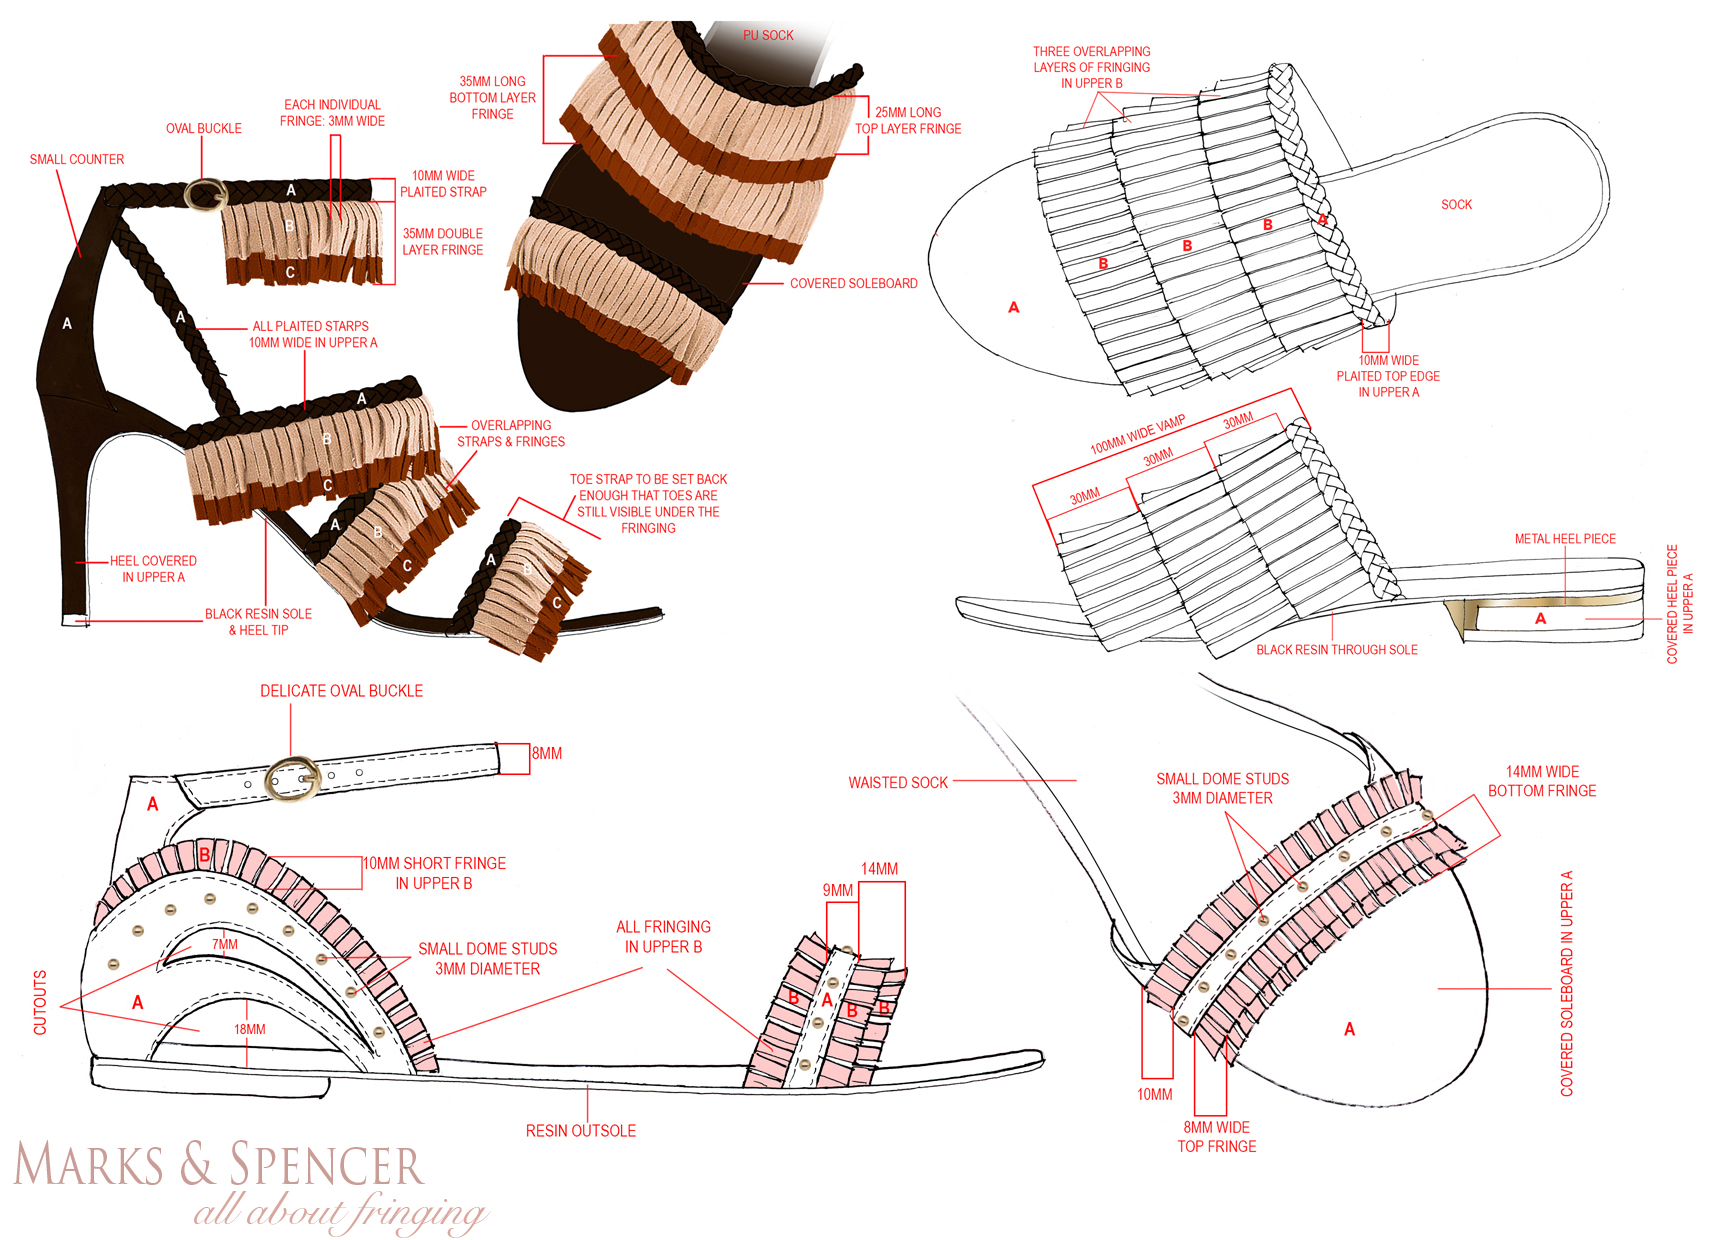 PU SOCK
35MM LONG
BOTTOM LAYER
FRINGE
25MM LONG
TOP LAYER FRINGE
EACH INDIVIDUAL
FRINGE: 3MM WIDE
OVAL BUCKLE
SMALL COUNTER
10MM WIDE
PLAITED STRAP
35MM DOUBLE
LAYER FRINGE
A
B
C
A
A
ALL PLAITED STARPS
10MM WIDE IN UPPER A
COVERED SOLEBOARD
A
B
C
OVERLAPPING
STRAPS & FRINGES
TOE STRAP TO BE SET BACK
ENOUGH THAT TOES ARE
STILL VISIBLE UNDER THE
FRINGING
A
B
C
A
B
C
HEEL COVERED
IN UPPER A
BLACK RESIN SOLE
& HEEL TIP
THREE OVERLAPPING
LAYERS OF FRINGING
IN UPPER B
SOCK
A
B
B
B
A
10MM WIDE
PLAITED TOP EDGE
IN UPPER A
100MM WIDE VAMP
30MM
30MM
30MM
METAL HEEL PIECE
A
COVERED HEEL PIECE
IN UPPER A
BLACK RESIN THROUGH SOLE
DELICATE OVAL BUCKLE
8MM
A
B
10MM SHORT FRINGE
IN UPPER B
7MM
SMALL DOME STUDS
3MM DIAMETER
CUTOUTS
A
18MM
ALL FRINGING
IN UPPER B
9MM
14MM
B
A
B
B
RESIN OUTSOLE
WAISTED SOCK
SMALL DOME STUDS
3MM DIAMETER
14MM WIDE
BOTTOM FRINGE
A
COVERED SOLEBOARD IN UPPER A
10MM
8MM WIDE
TOP FRINGE
MARKS & SPENCER
all about fringing